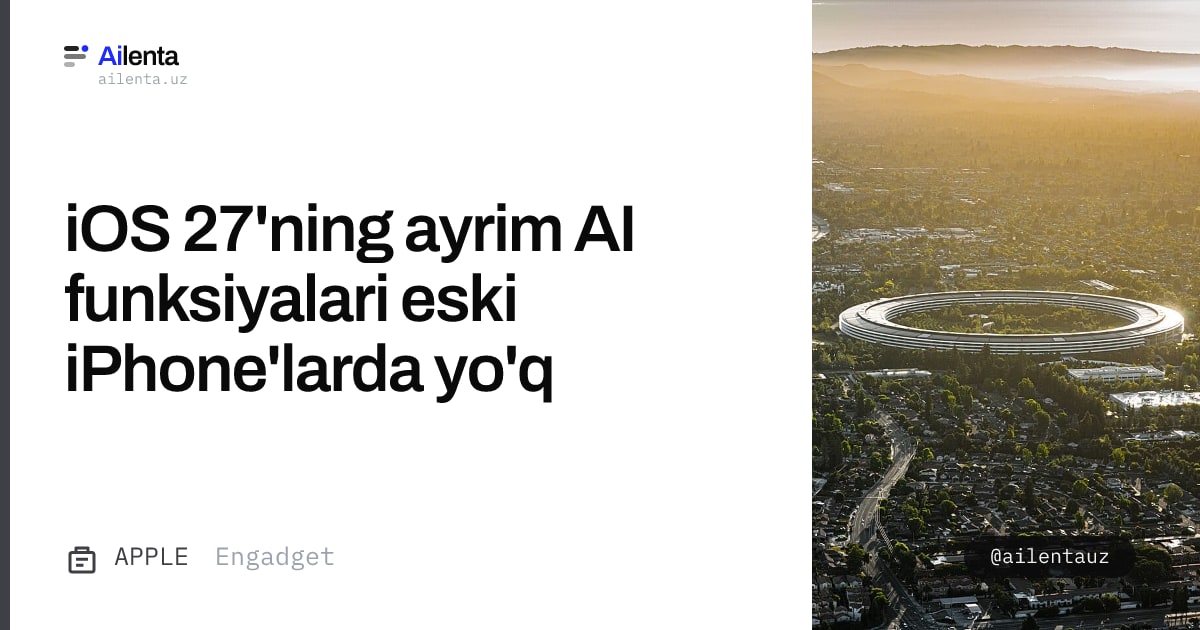 Ailenta
ailenta.uz
iOS 27'ning ayrim AI
funksiyalari eski
iPhone'larda yo'q
APPLE Engadget
@ailentauz